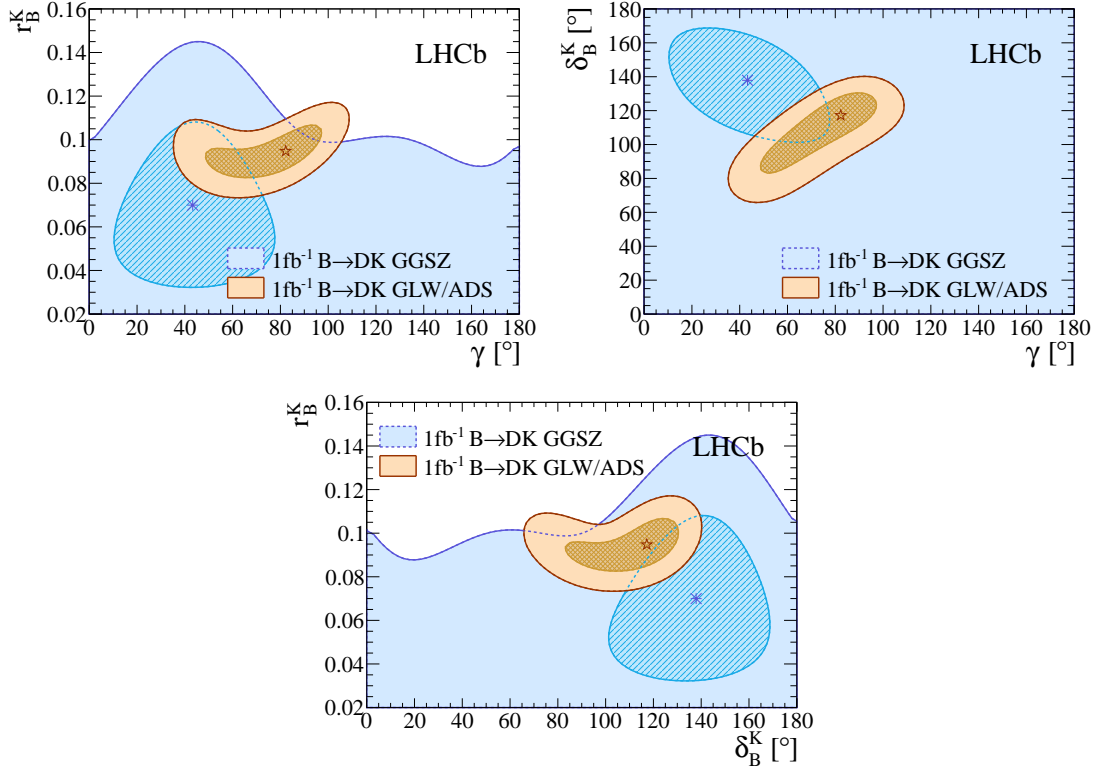 r_B^K
0.16
0.14
0.12
0.1
0.08
0.06
0.04
0.02
LHCb
1fb⁻¹ B→DK GGSZ
1fb⁻¹ B→DK GLW/ADS
0 20 40 60 80 100 120 140 160 180
γ [°]
δ_B^K [°]
180
160
140
120
100
80
60
40
20
0
LHCb
1fb⁻¹ B→DK GGSZ
1fb⁻¹ B→DK GLW/ADS
0 20 40 60 80 100 120 140 160 180
γ [°]
r_B^K
0.16
0.14
0.12
0.1
0.08
0.06
0.04
0.02
1fb⁻¹ B→DK GGSZ
1fb⁻¹ B→DK GLW/ADS
LHCb
0 20 40 60 80 100 120 140 160 180
δ_B^K [°]